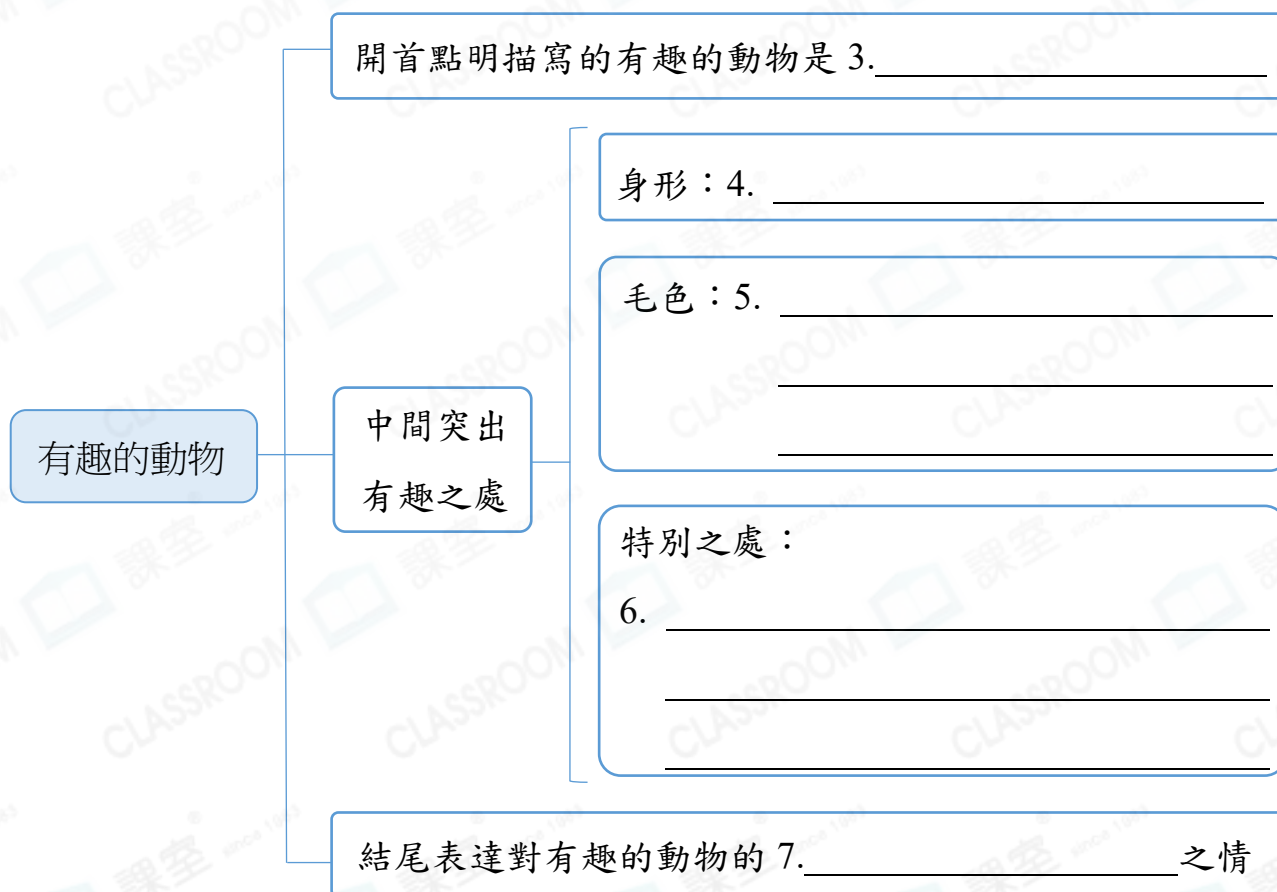 開首點明描寫的有趣的動物是 3.
身形：4.
毛色：5.
有趣的動物
中間突出
有趣之處
特別之處：
6.
結尾表達對有趣的動物的 7. 之情
CLASSROOM 課室 ® since 1983